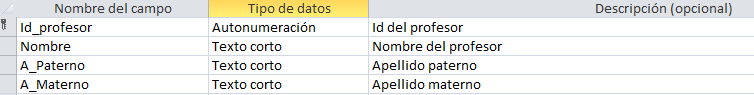 Nombre del campo Tipo de datos Descripción (opcional)
Id_profesor Autonumeración Id del profesor
Nombre Texto corto Nombre del profesor
A_Paterno Texto corto Apellido paterno
A_Materno Texto corto Apellido materno